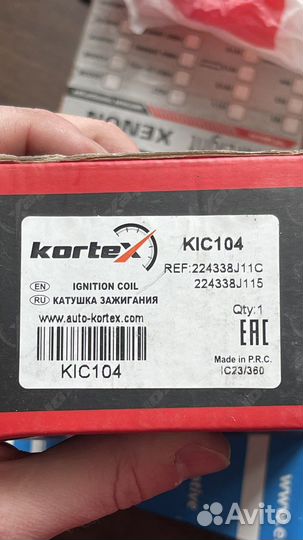 XENON
kortex
KIC104
REF:224338J11C
224338J115
EN IGNITION COIL
RU КАТУШКА ЗАЖИГАНИЯ
www.auto-kortex.com
Qty:1
EAC
KIC104
Made in P.R.C.
IC23/360
Avito